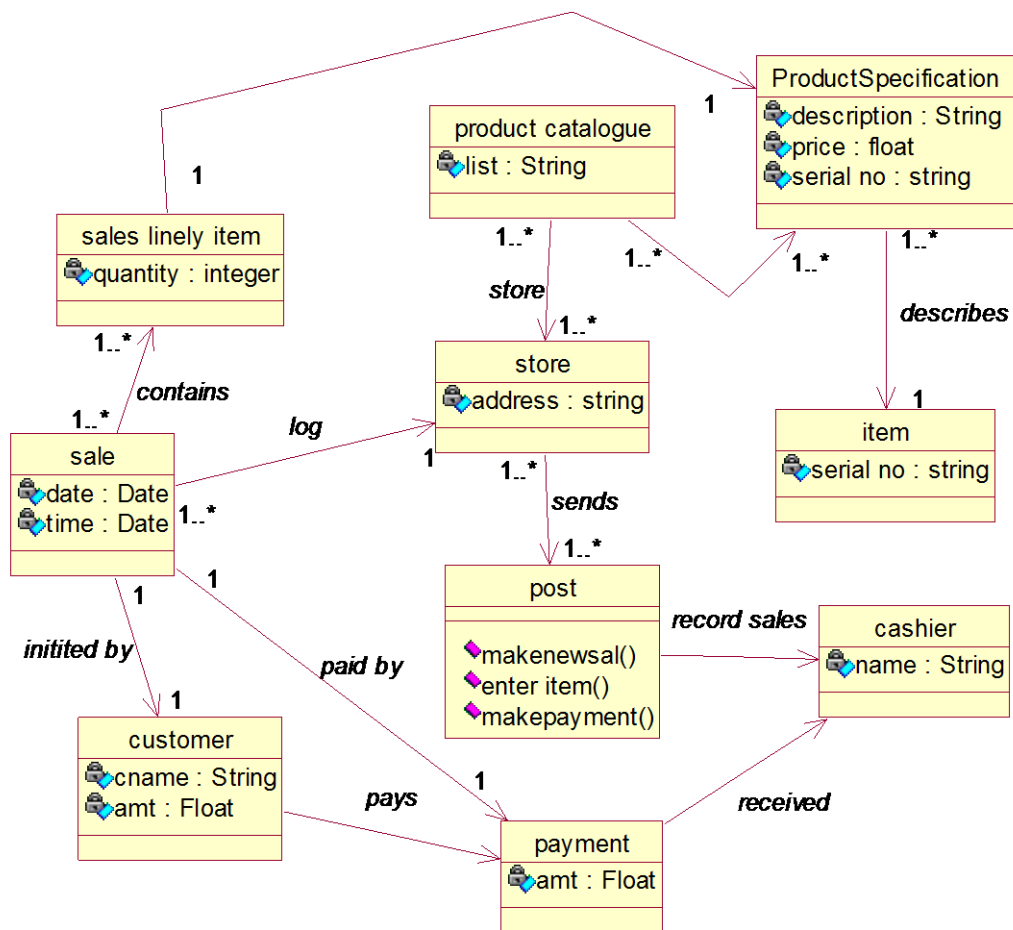 ProductSpecification
description : String
price : float
serial no : string
1
product catalogue
list : String
1
sales linely item
quantity : integer
1..*
1..*
1..*
1..*
store
describes
1..*
1..*
contains
store
address : string
1
1..*
log
item
serial no : string
sale
date : Date
time : Date
1
1..*
1..*
sends
1..*
1
1
post
makenewsal()
enter item()
makepayment()
record sales
cashier
name : String
initited by
paid by
1
customer
cname : String
amt : Float
1
pays
received
payment
amt : Float